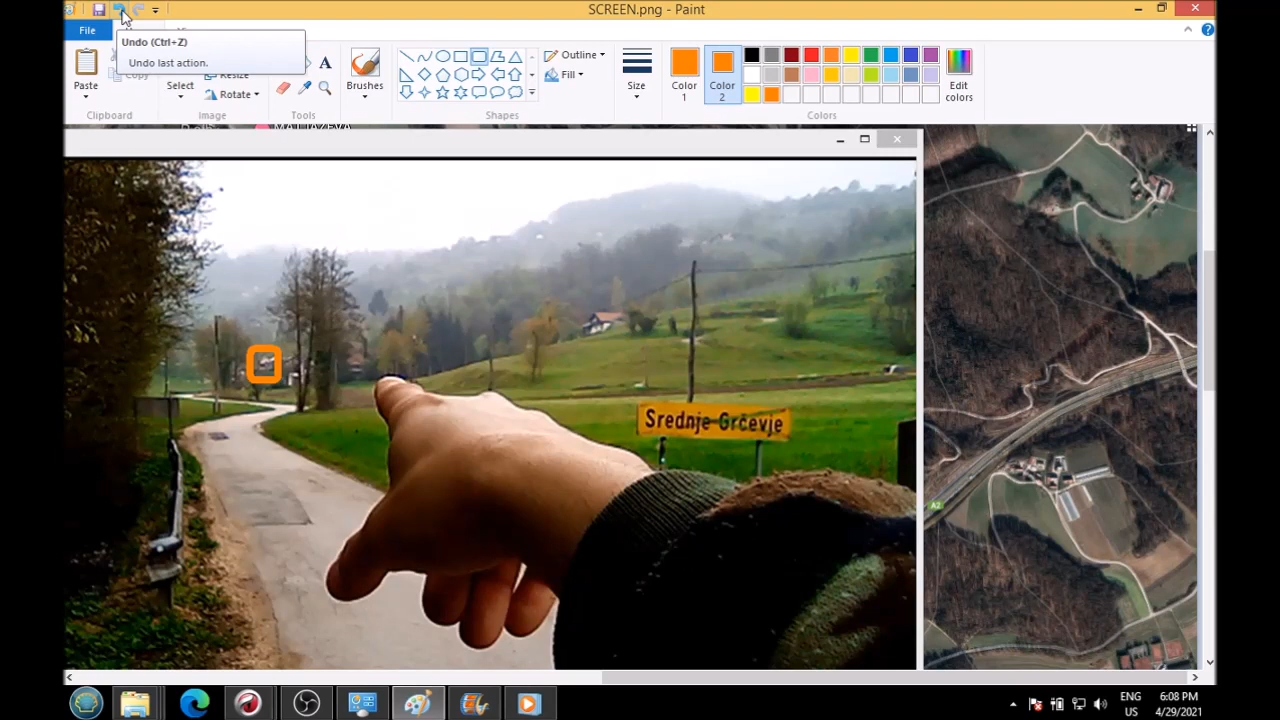 SCREEN.png - Paint
File
Undo (Ctrl+Z)
Undo last action.
Paste
Copy
Select
Resize
Rotate
Brushes
Outline
Fill
Size
Color
1
Color
2
Edit
colors
Clipboard
Image
Tools
Shapes
Colors
Srednje Grčevje
A2
ENG
US
6:08 PM
4/29/2021